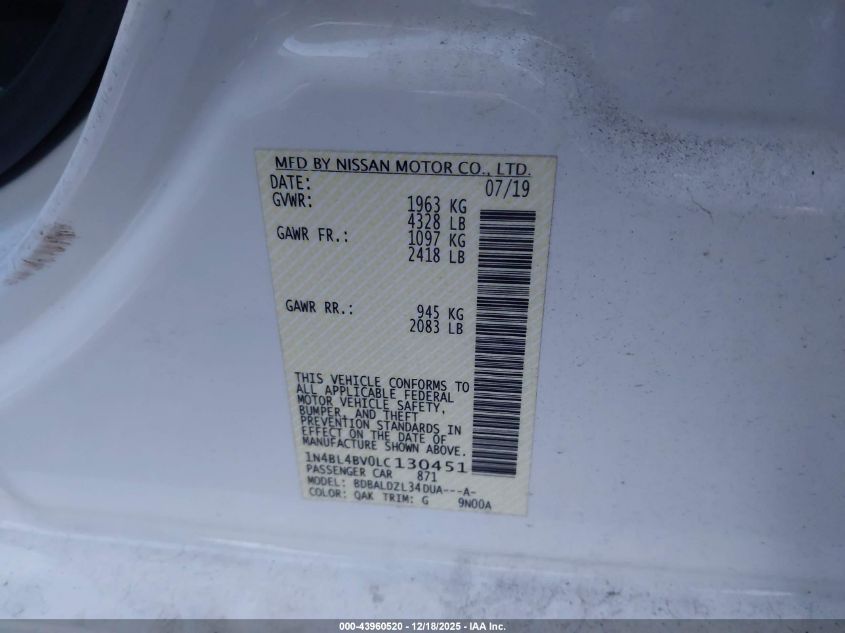 MFD BY NISSAN MOTOR CO., LTD.
DATE: 07/19
GVWR: 1963 KG
4328 LB
GAWR FR.: 1097 KG
2418 LB
GAWR RR.: 945 KG
2083 LB
THIS VEHICLE CONFORMS TO
ALL APPLICABLE FEDERAL
MOTOR VEHICLE SAFETY,
BUMPER, AND THEFT
PREVENTION STANDARDS IN
EFFECT ON THE DATE OF
MANUFACTURE SHOWN ABOVE.
1N4BL4BV0LC130451
PASSENGER CAR 871
MODEL: BDBALDZL34DUA---A-
COLOR: QAK TRIM: G 9N00A
000-43960520 - 12/18/2025 - IAA Inc.